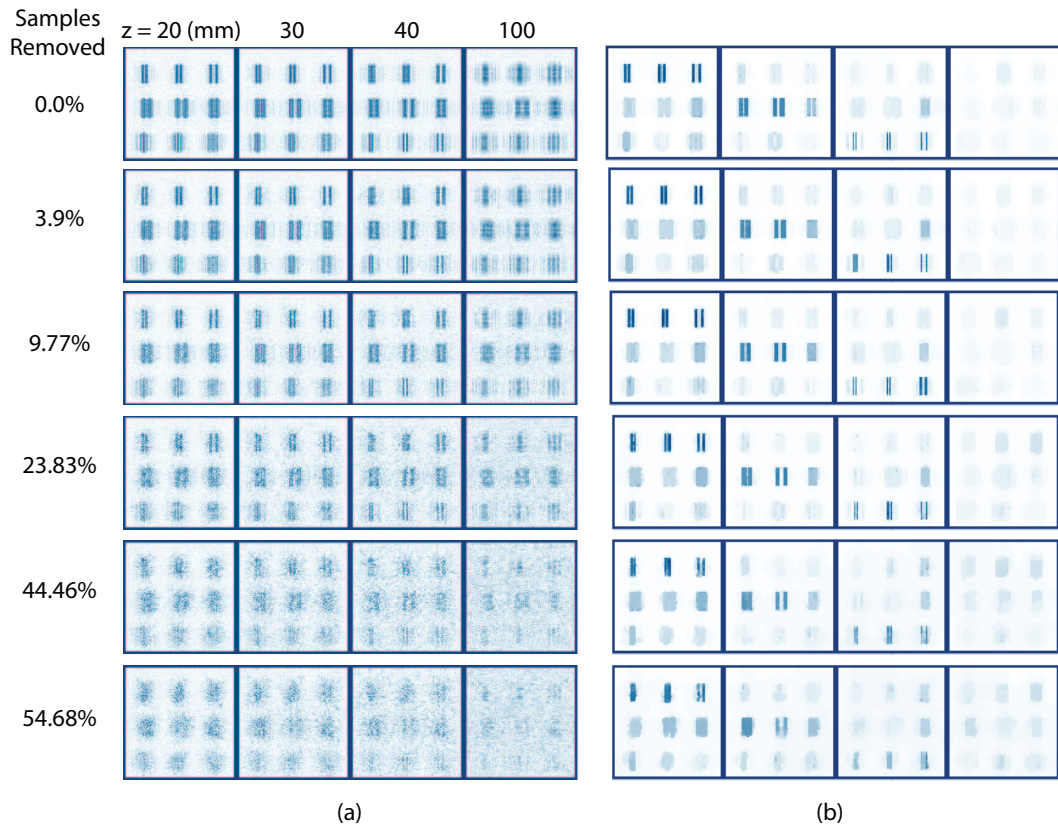 Samples
Removed
z = 20 (mm) 30 40 100
0.0%
3.9%
9.77%
23.83%
44.46%
54.68%
(a) (b)